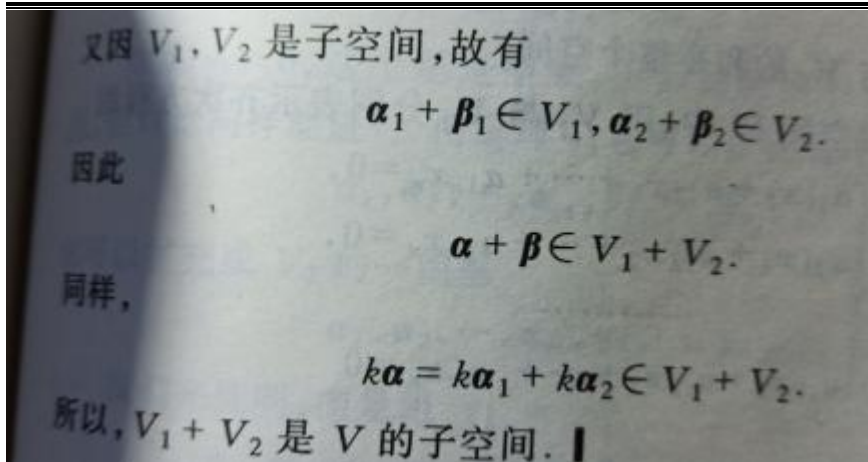 又因 V₁, V₂ 是子空间,故有
α₁ + β₁ ∈ V₁, α₂ + β₂ ∈ V₂.
因此
α + β ∈ V₁ + V₂.
同样,
kα = kα₁ + kα₂ ∈ V₁ + V₂.
所以, V₁ + V₂ 是 V 的子空间. ▌